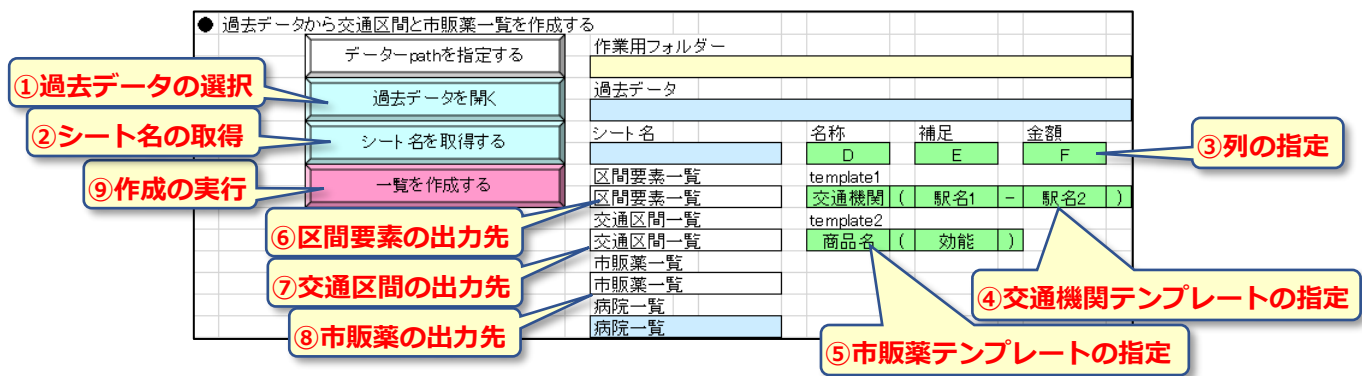 ● 過去データから交通区間と市販薬一覧を作成する
データーpathを指定する
作業用フォルダー
①過去データの選択
過去データを開く
過去データ
②シート名の取得
シート名を取得する
シート名 名称 補足 金額
D E F
③列の指定
⑨作成の実行
一覧を作成する
区間要素一覧 template1
区間要素一覧 交通機関 ( 駅名1 - 駅名2 )
⑥区間要素の出力先
交通区間一覧 template2
交通区間一覧 商品名 ( 効能 )
⑦交通区間の出力先
市販薬一覧
市販薬一覧
④交通機関テンプレートの指定
⑧市販薬の出力先
病院一覧
病院一覧
⑤市販薬テンプレートの指定